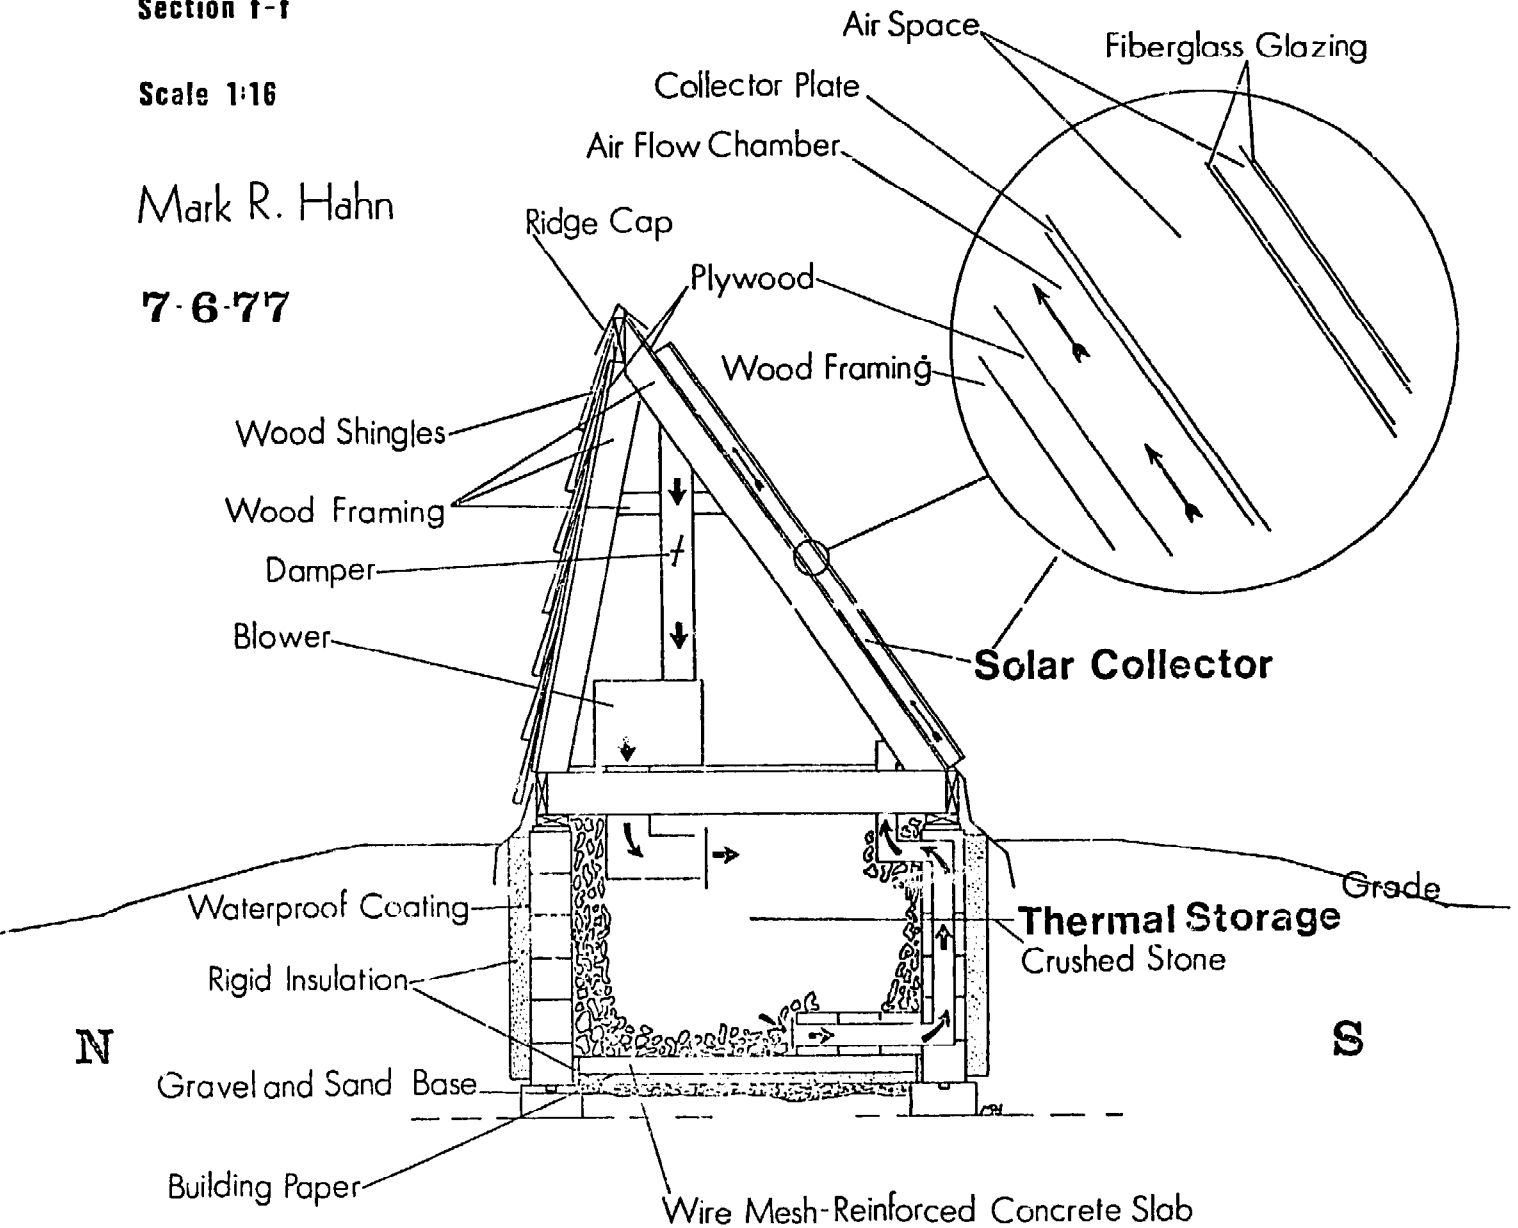 Section f-f
Scale 1:16
Mark R. Hahn
7-6-77
Air Space
Fiberglass Glazing
Collector Plate
Air Flow Chamber
Ridge Cap
Plywood
Wood Framing
Wood Shingles
Wood Framing
Damper
Blower
Solar Collector
Waterproof Coating
Grade
Thermal Storage
Crushed Stone
Rigid Insulation
N
S
Gravel and Sand Base
Building Paper
Wire Mesh-Reinforced Concrete Slab